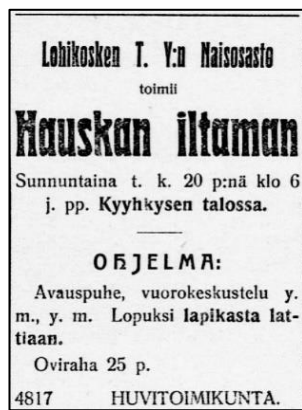 Lohikosken T. Y:n Naisosasto
toimii
Hauskan iltaman
Sunnuntaina t. k. 20 p:nä klo 6
j. pp. Kyyhkysen talossa.
OHJELMA:
Avauspuhe, vuorokeskustelu y.
m., y. m. Lopuksi lapikasta lat-
tiaan.
Oviraha 25 p.
4817 HUVITOIMIKUNTA.